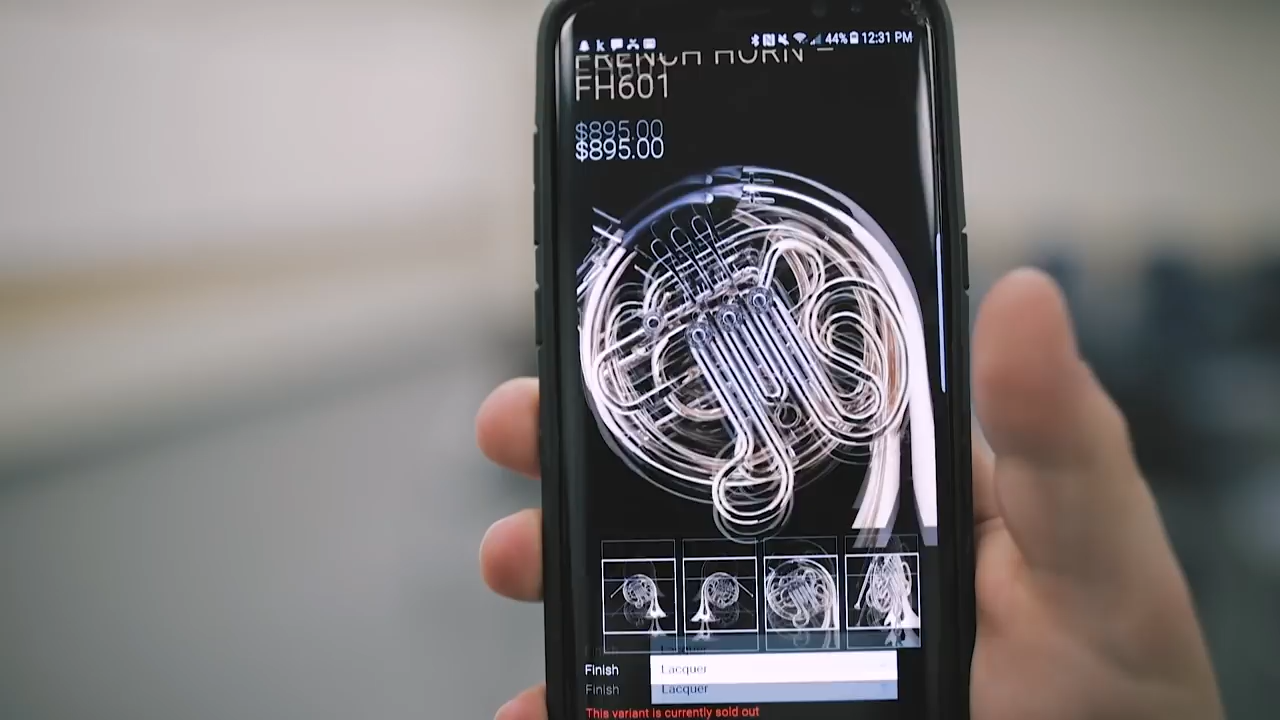 44% 12:31 PM
FRENCH HORN –
FH601
$895.00
$895.00
Finish Lacquer
Finish Lacquer
This variant is currently sold out